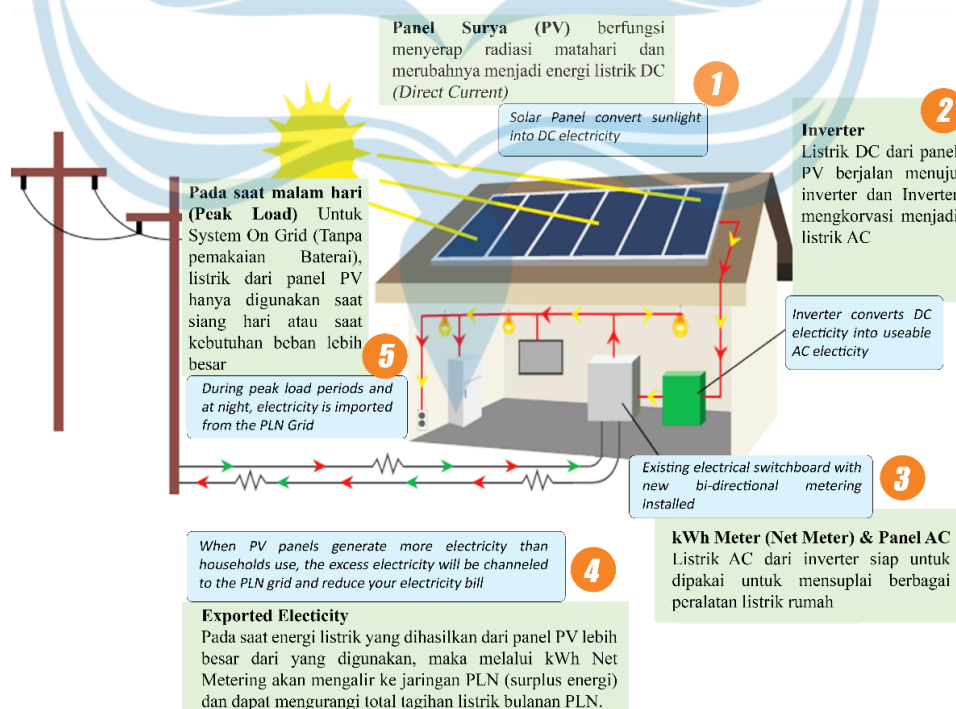 Panel Surya (PV) berfungsi
menyerap radiasi matahari dan
merubahnya menjadi energi listrik DC
(Direct Current)
1
Solar Panel convert sunlight
into DC electricity
2
Inverter
Listrik DC dari panel
PV berjalan menuju
inverter dan Inverter
mengkorvasi menjadi
listrik AC
Inverter converts DC
electicity into useable
AC electicity
3
Existing electrical switchboard with
new bi-directional metering
installed
kWh Meter (Net Meter) & Panel AC
Listrik AC dari inverter siap untuk
dipakai untuk mensuplai berbagai
peralatan listrik rumah
4
When PV panels generate more electricity than
households use, the excess electricity will be channeled
to the PLN grid and reduce your electricity bill
Exported Electicity
Pada saat energi listrik yang dihasilkan dari panel PV lebih
besar dari yang digunakan, maka melalui kWh Net
Metering akan mengalir ke jaringan PLN (surplus energi)
dan dapat mengurangi total tagihan listrik bulanan PLN.
Pada saat malam hari
(Peak Load) Untuk
System On Grid (Tanpa
pemakaian Baterai),
listrik dari panel PV
hanya digunakan saat
siang hari atau saat
kebutuhan beban lebih
besar
5
During peak load periods and
at night, electricity is imported
from the PLN Grid